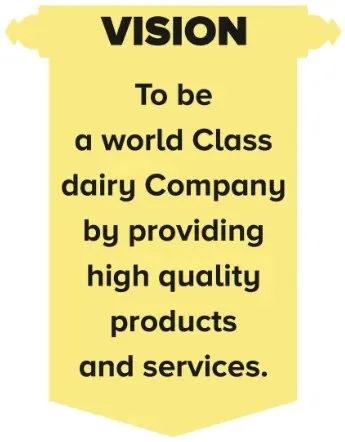 VISION
To be
a world Class
dairy Company
by providing
high quality
products
and services.